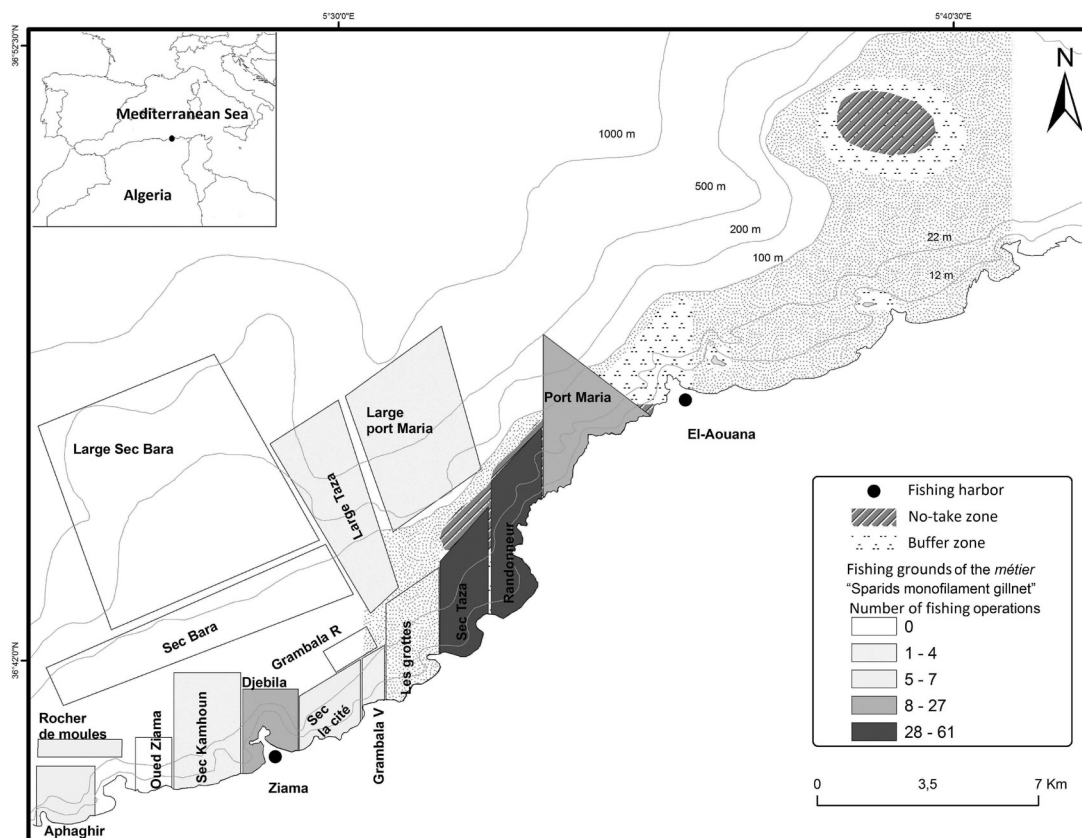 5°30'0"E
5°40'30"E
36°52'30"N
36°42'0"N
Mediterranean Sea
Algeria
N
1000 m
500 m
200 m
100 m
22 m
12 m
Port Maria
El-Aouana
Large
port Maria
Large Sec Bara
Large Taza
Randonneur
Sec Taza
Sec Bara
Grambala R
Les grottes
Djebila
Sec
la cité
Grambala V
Rocher
de moules
Oued Ziama
Sec Kamhoun
Ziama
Aphaghir
Fishing harbor
No-take zone
Buffer zone
Fishing grounds of the métier
“Sparids monofilament gillnet”
Number of fishing operations
0
1 - 4
5 - 7
8 - 27
28 - 61
0
3,5
7 Km